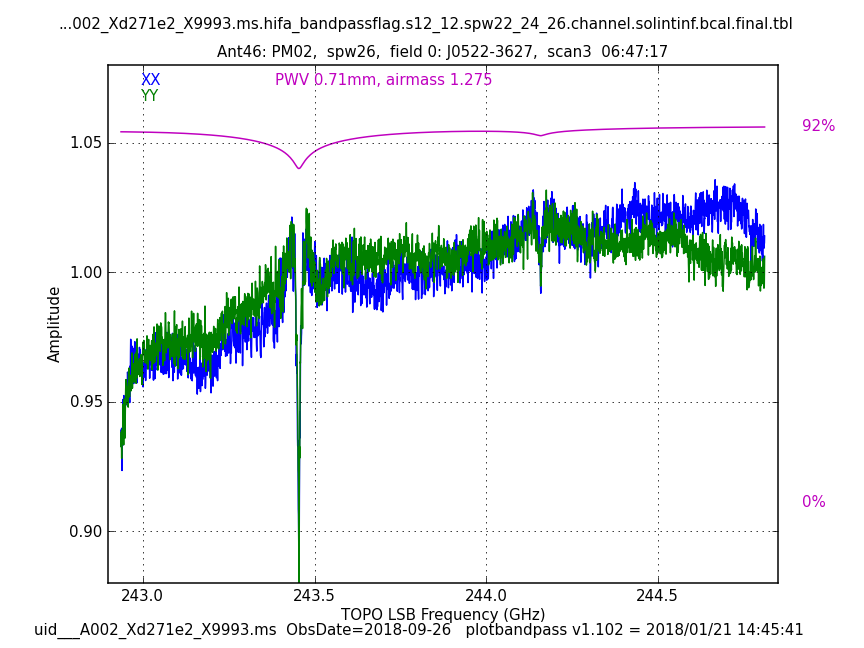 ...002_Xd271e2_X9993.ms.hifa_bandpassflag.s12_12.spw22_24_26.channel.solintinf.bcal.final.tbl
Ant46: PM02,  spw26,  field 0: J0522-3627,  scan3  06:47:17
XX
PWV 0.71mm, airmass 1.275
YY
92%
1.05
1.00
Amplitude
0.95
0%
0.90
243.0
243.5
244.0
244.5
TOPO LSB Frequency (GHz)
uid___A002_Xd271e2_X9993.ms  ObsDate=2018-09-26   plotbandpass v1.102 = 2018/01/21 14:45:41